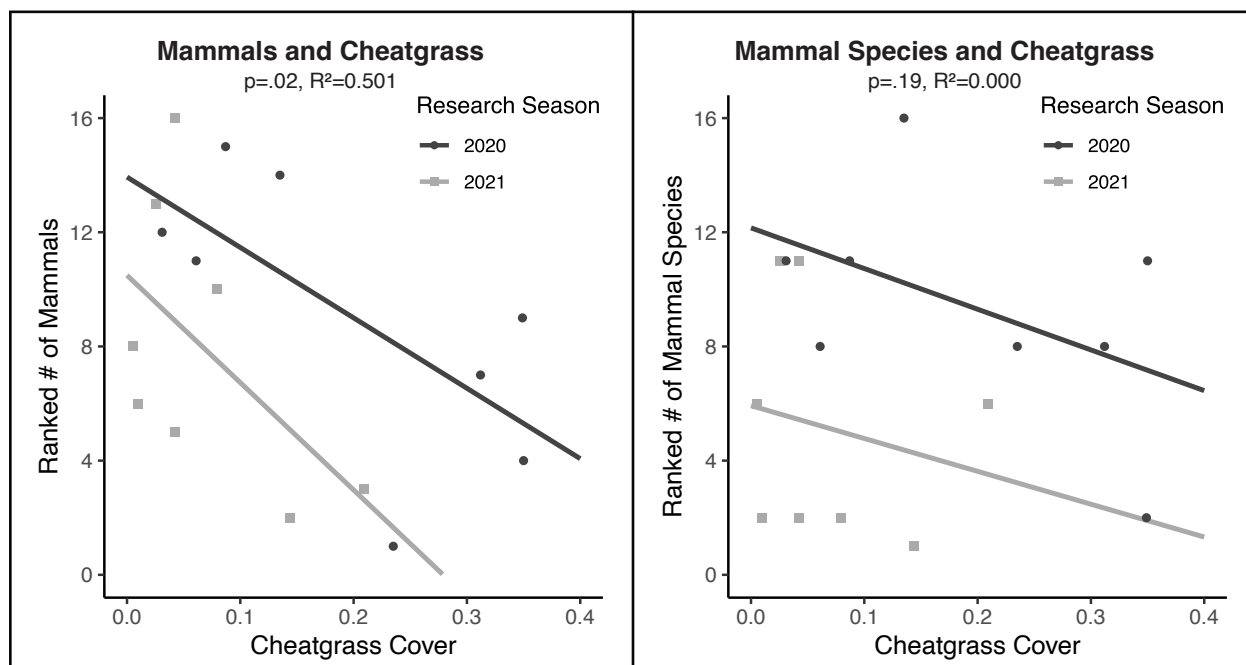 Mammals and Cheatgrass
p=.02, R²=0.501
Research Season
2020
2021
Ranked # of Mammals
16
12
8
4
0
0.0 0.1 0.2 0.3 0.4
Cheatgrass Cover
Mammal Species and Cheatgrass
p=.19, R²=0.000
Research Season
2020
2021
Ranked # of Mammal Species
16
12
8
4
0
0.0 0.1 0.2 0.3 0.4
Cheatgrass Cover